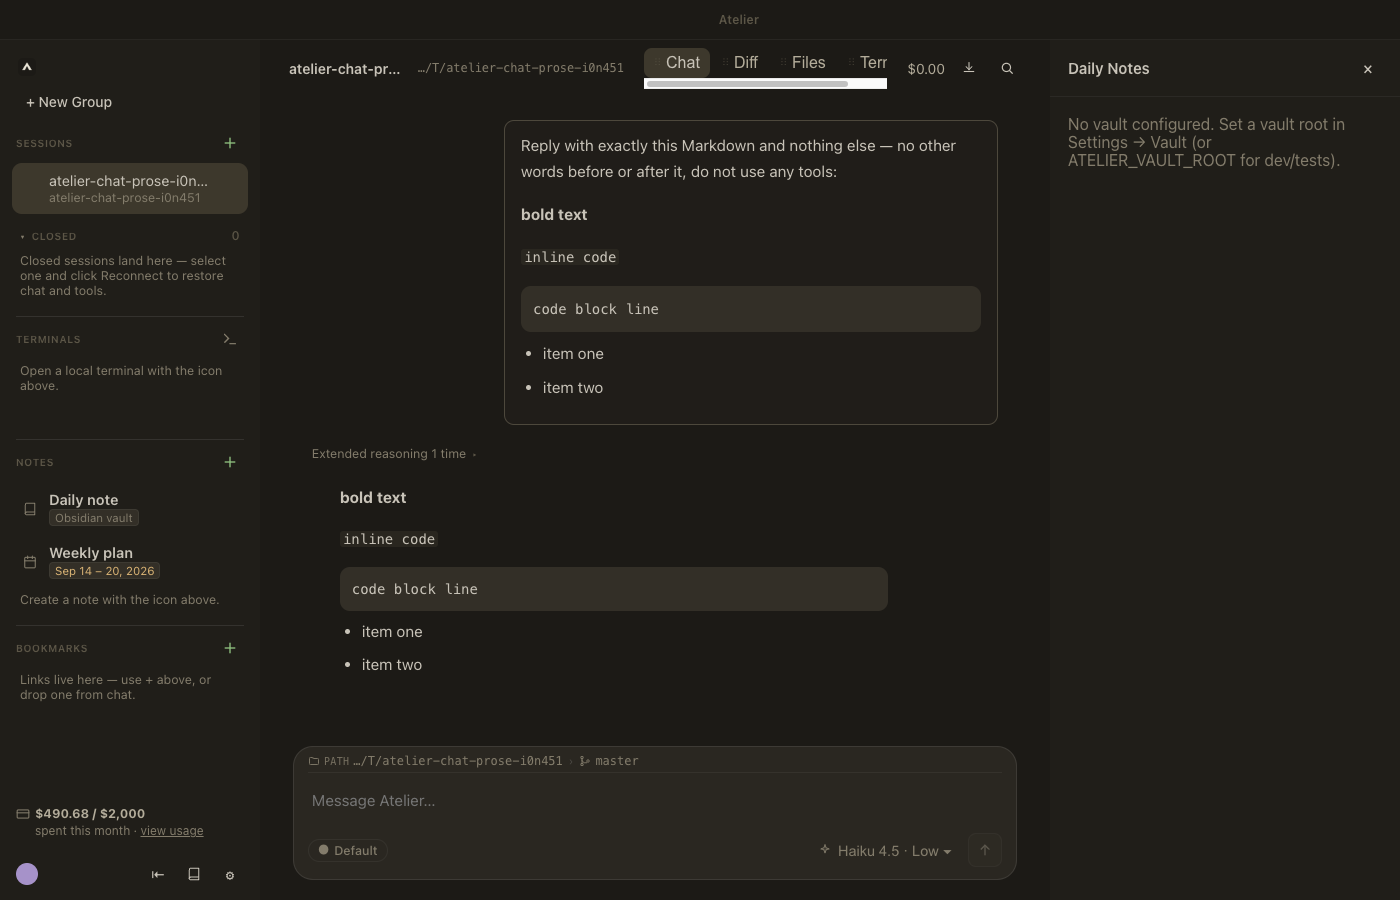 Atelier
+ New Group
SESSIONS
atelier-chat-prose-i0n...
atelier-chat-prose-i0n451
CLOSED 0
Closed sessions land here — select
one and click Reconnect to restore
chat and tools.
TERMINALS
Open a local terminal with the icon
above.
NOTES
Daily note
Obsidian vault
Weekly plan
Sep 14 – 20, 2026
Create a note with the icon above.
BOOKMARKS
Links live here — use + above, or
drop one from chat.
$490.68 / $2,000
spent this month · view usage
atelier-chat-pr... …/T/atelier-chat-prose-i0n451 Chat Diff Files Terr $0.00
Reply with exactly this Markdown and nothing else — no other
words before or after it, do not use any tools:
bold text
inline code
code block line
• item one
• item two
Extended reasoning 1 time ·
bold text
inline code
code block line
• item one
• item two
PATH …/T/atelier-chat-prose-i0n451 › master
Message Atelier...
Default
Haiku 4.5 · Low
Daily Notes
No vault configured. Set a vault root in
Settings → Vault (or
ATELIER_VAULT_ROOT for dev/tests).